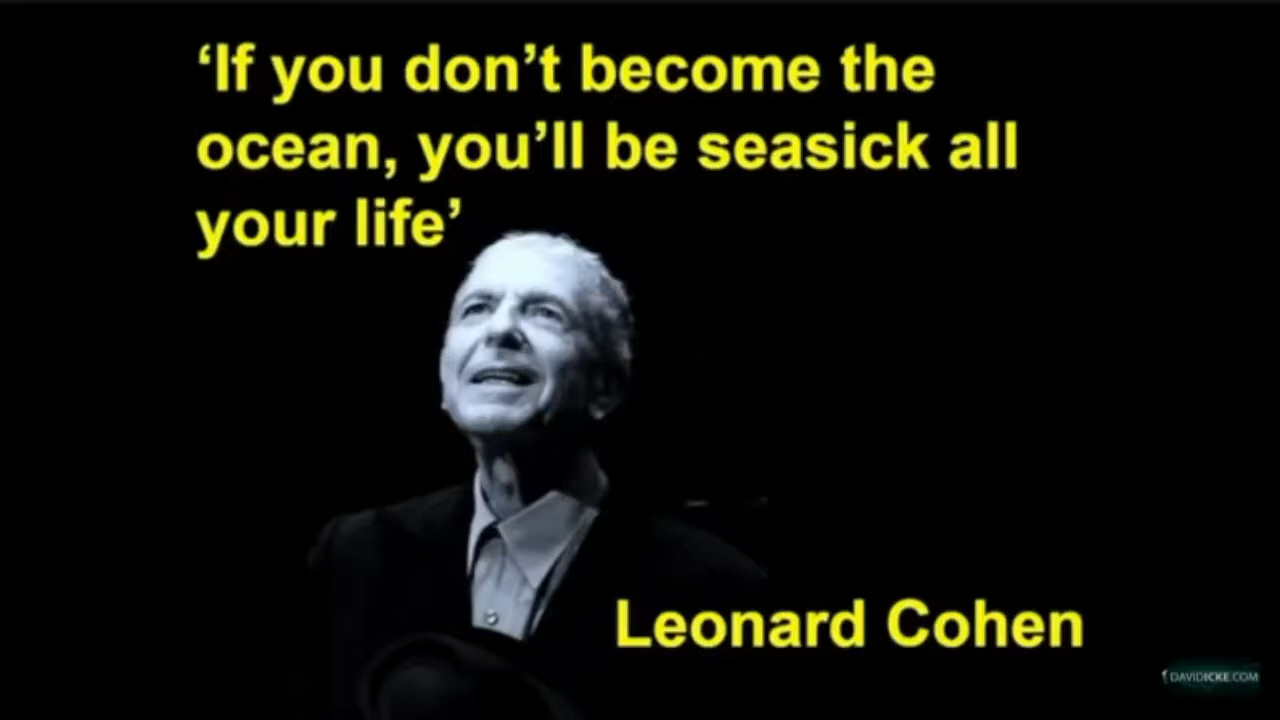 ‘If you don’t become the
ocean, you’ll be seasick all
your life’
Leonard Cohen
DAVIDICKE.COM